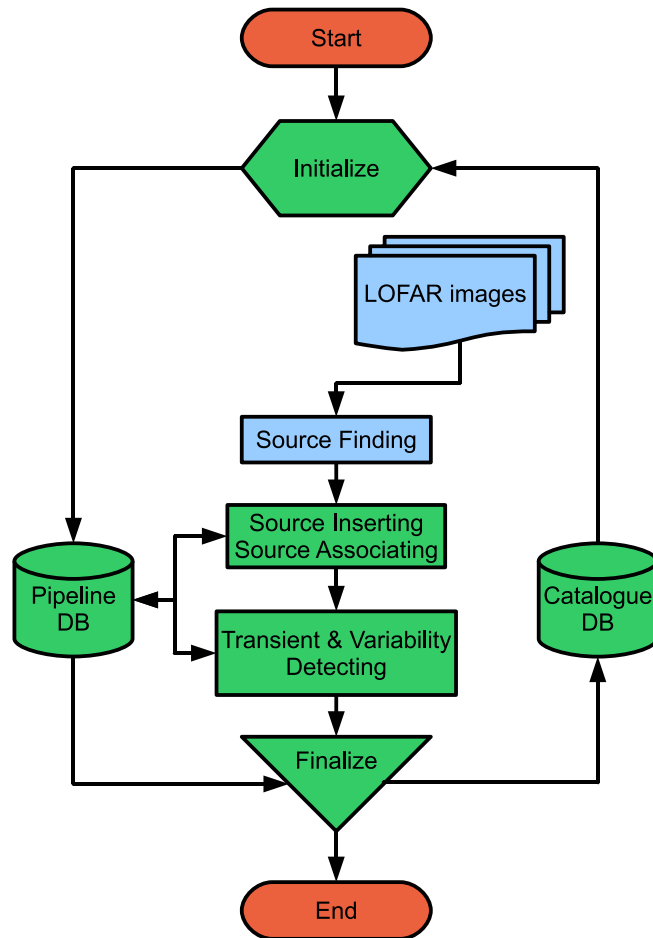 Start
Initialize
LOFAR images
Source Finding
Source Inserting
Source Associating
Pipeline
DB
Catalogue
DB
Transient & Variability
Detecting
Finalize
End